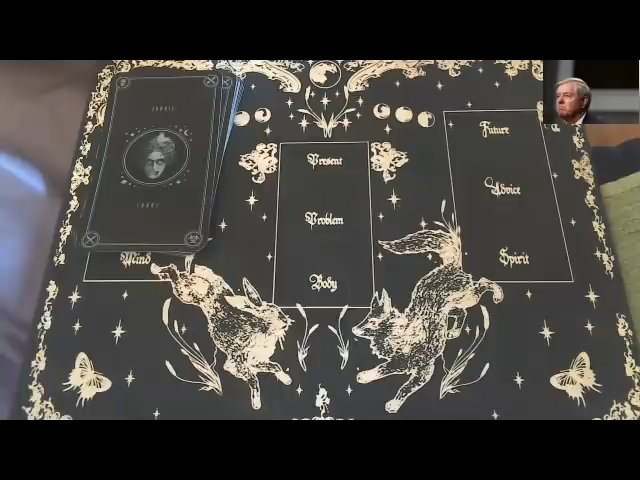 Present
Problem
Body
Future
Advice
Spirit
Mind